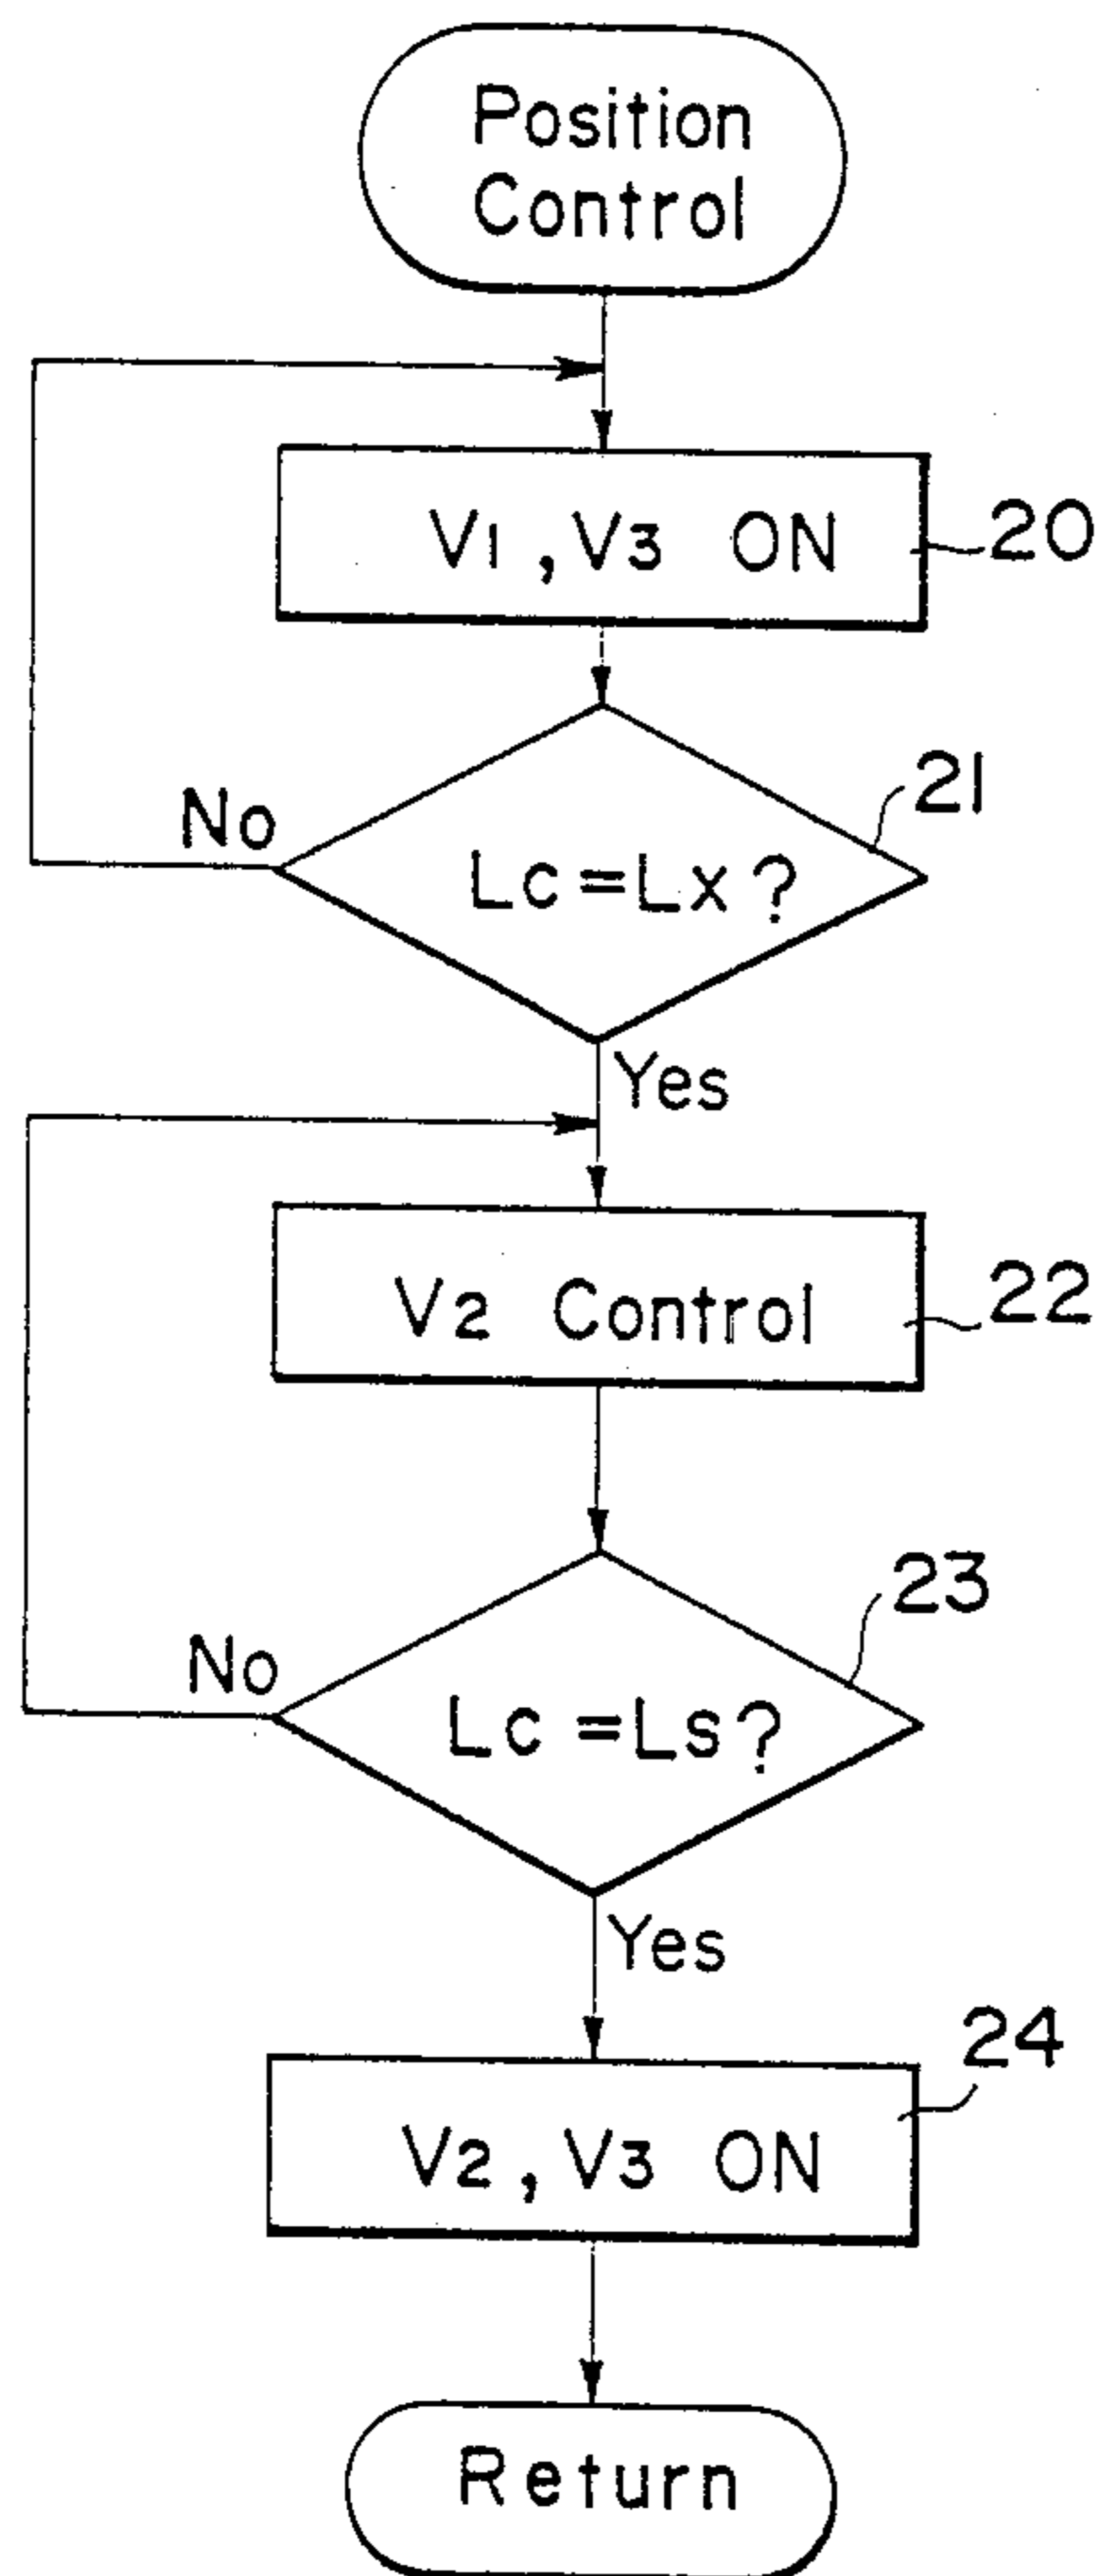 Position
Control
V1, V3 ON
20
21
No
Lc=Lx?
Yes
V2 Control
22
23
No
Lc=Ls?
Yes
24
V2, V3 ON
Return